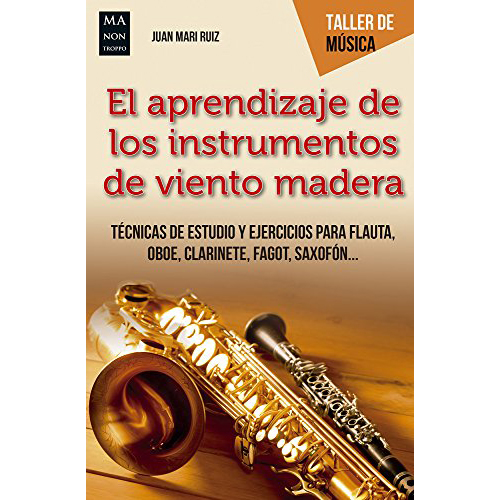 MA
NON
TROPPO
JUAN MARI RUIZ
TALLER DE
MÚSICA
El aprendizaje de
los instrumentos
de viento madera
TÉCNICAS DE ESTUDIO Y EJERCICIOS PARA FLAUTA,
OBOE, CLARINETE, FAGOT, SAXOFÓN...